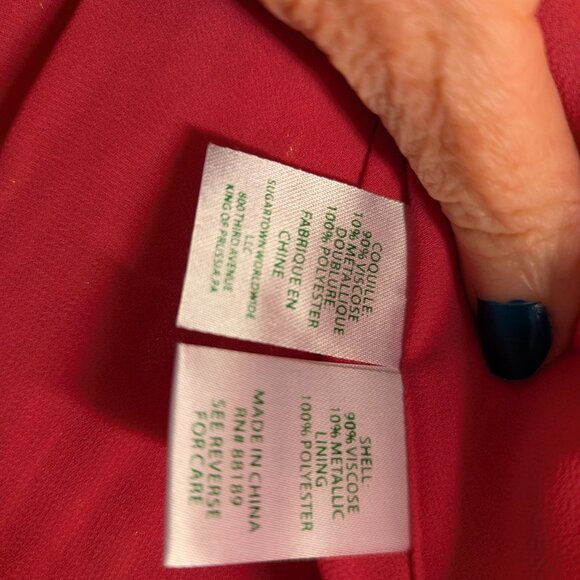 COQUILLE:
90% VISCOSE
10% METALLIQUE
DOUBLURE
100% POLYESTER
FABRIQUE EN
CHINE
SUGARTOWN WORLDWIDE
LLC
800 THIRD AVENUE
KING OF PRUSSIA, PA
SHELL:
90% VISCOSE
10% METALLIC
LINING
100% POLYESTER
MADE IN CHINA
RN# 88189
SEE REVERSE
FOR CARE